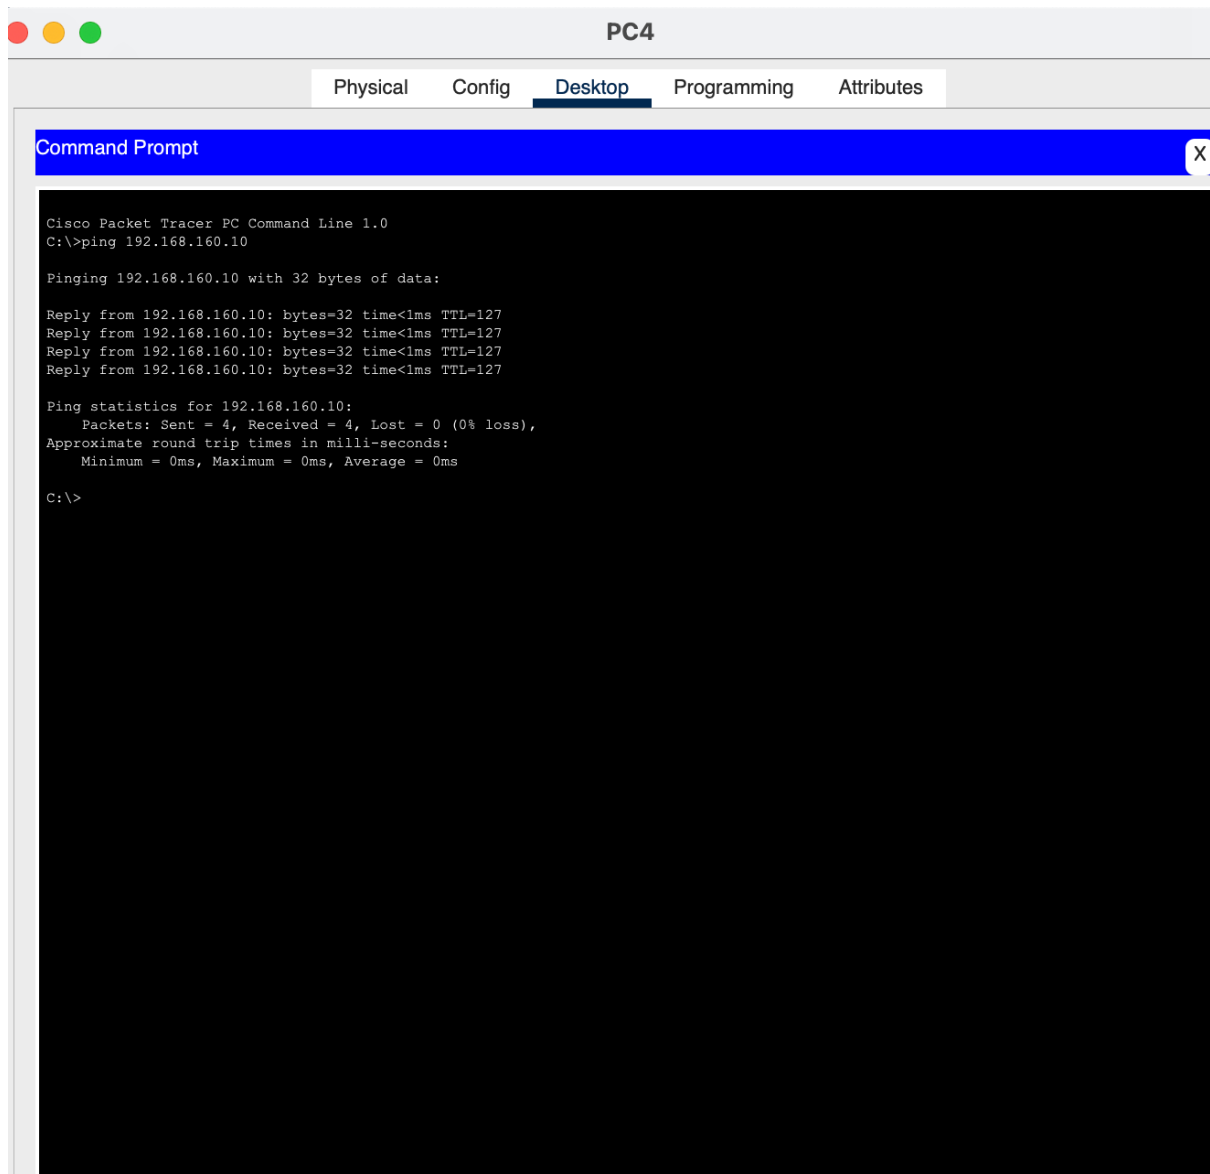 PC4
Physical Config Desktop Programming Attributes
Command Prompt
X
Cisco Packet Tracer PC Command Line 1.0
C:\>ping 192.168.160.10
Pinging 192.168.160.10 with 32 bytes of data:
Reply from 192.168.160.10: bytes=32 time<1ms TTL=127
Reply from 192.168.160.10: bytes=32 time<1ms TTL=127
Reply from 192.168.160.10: bytes=32 time<1ms TTL=127
Reply from 192.168.160.10: bytes=32 time<1ms TTL=127
Ping statistics for 192.168.160.10:
    Packets: Sent = 4, Received = 4, Lost = 0 (0% loss),
Approximate round trip times in milli-seconds:
    Minimum = 0ms, Maximum = 0ms, Average = 0ms
C:\>